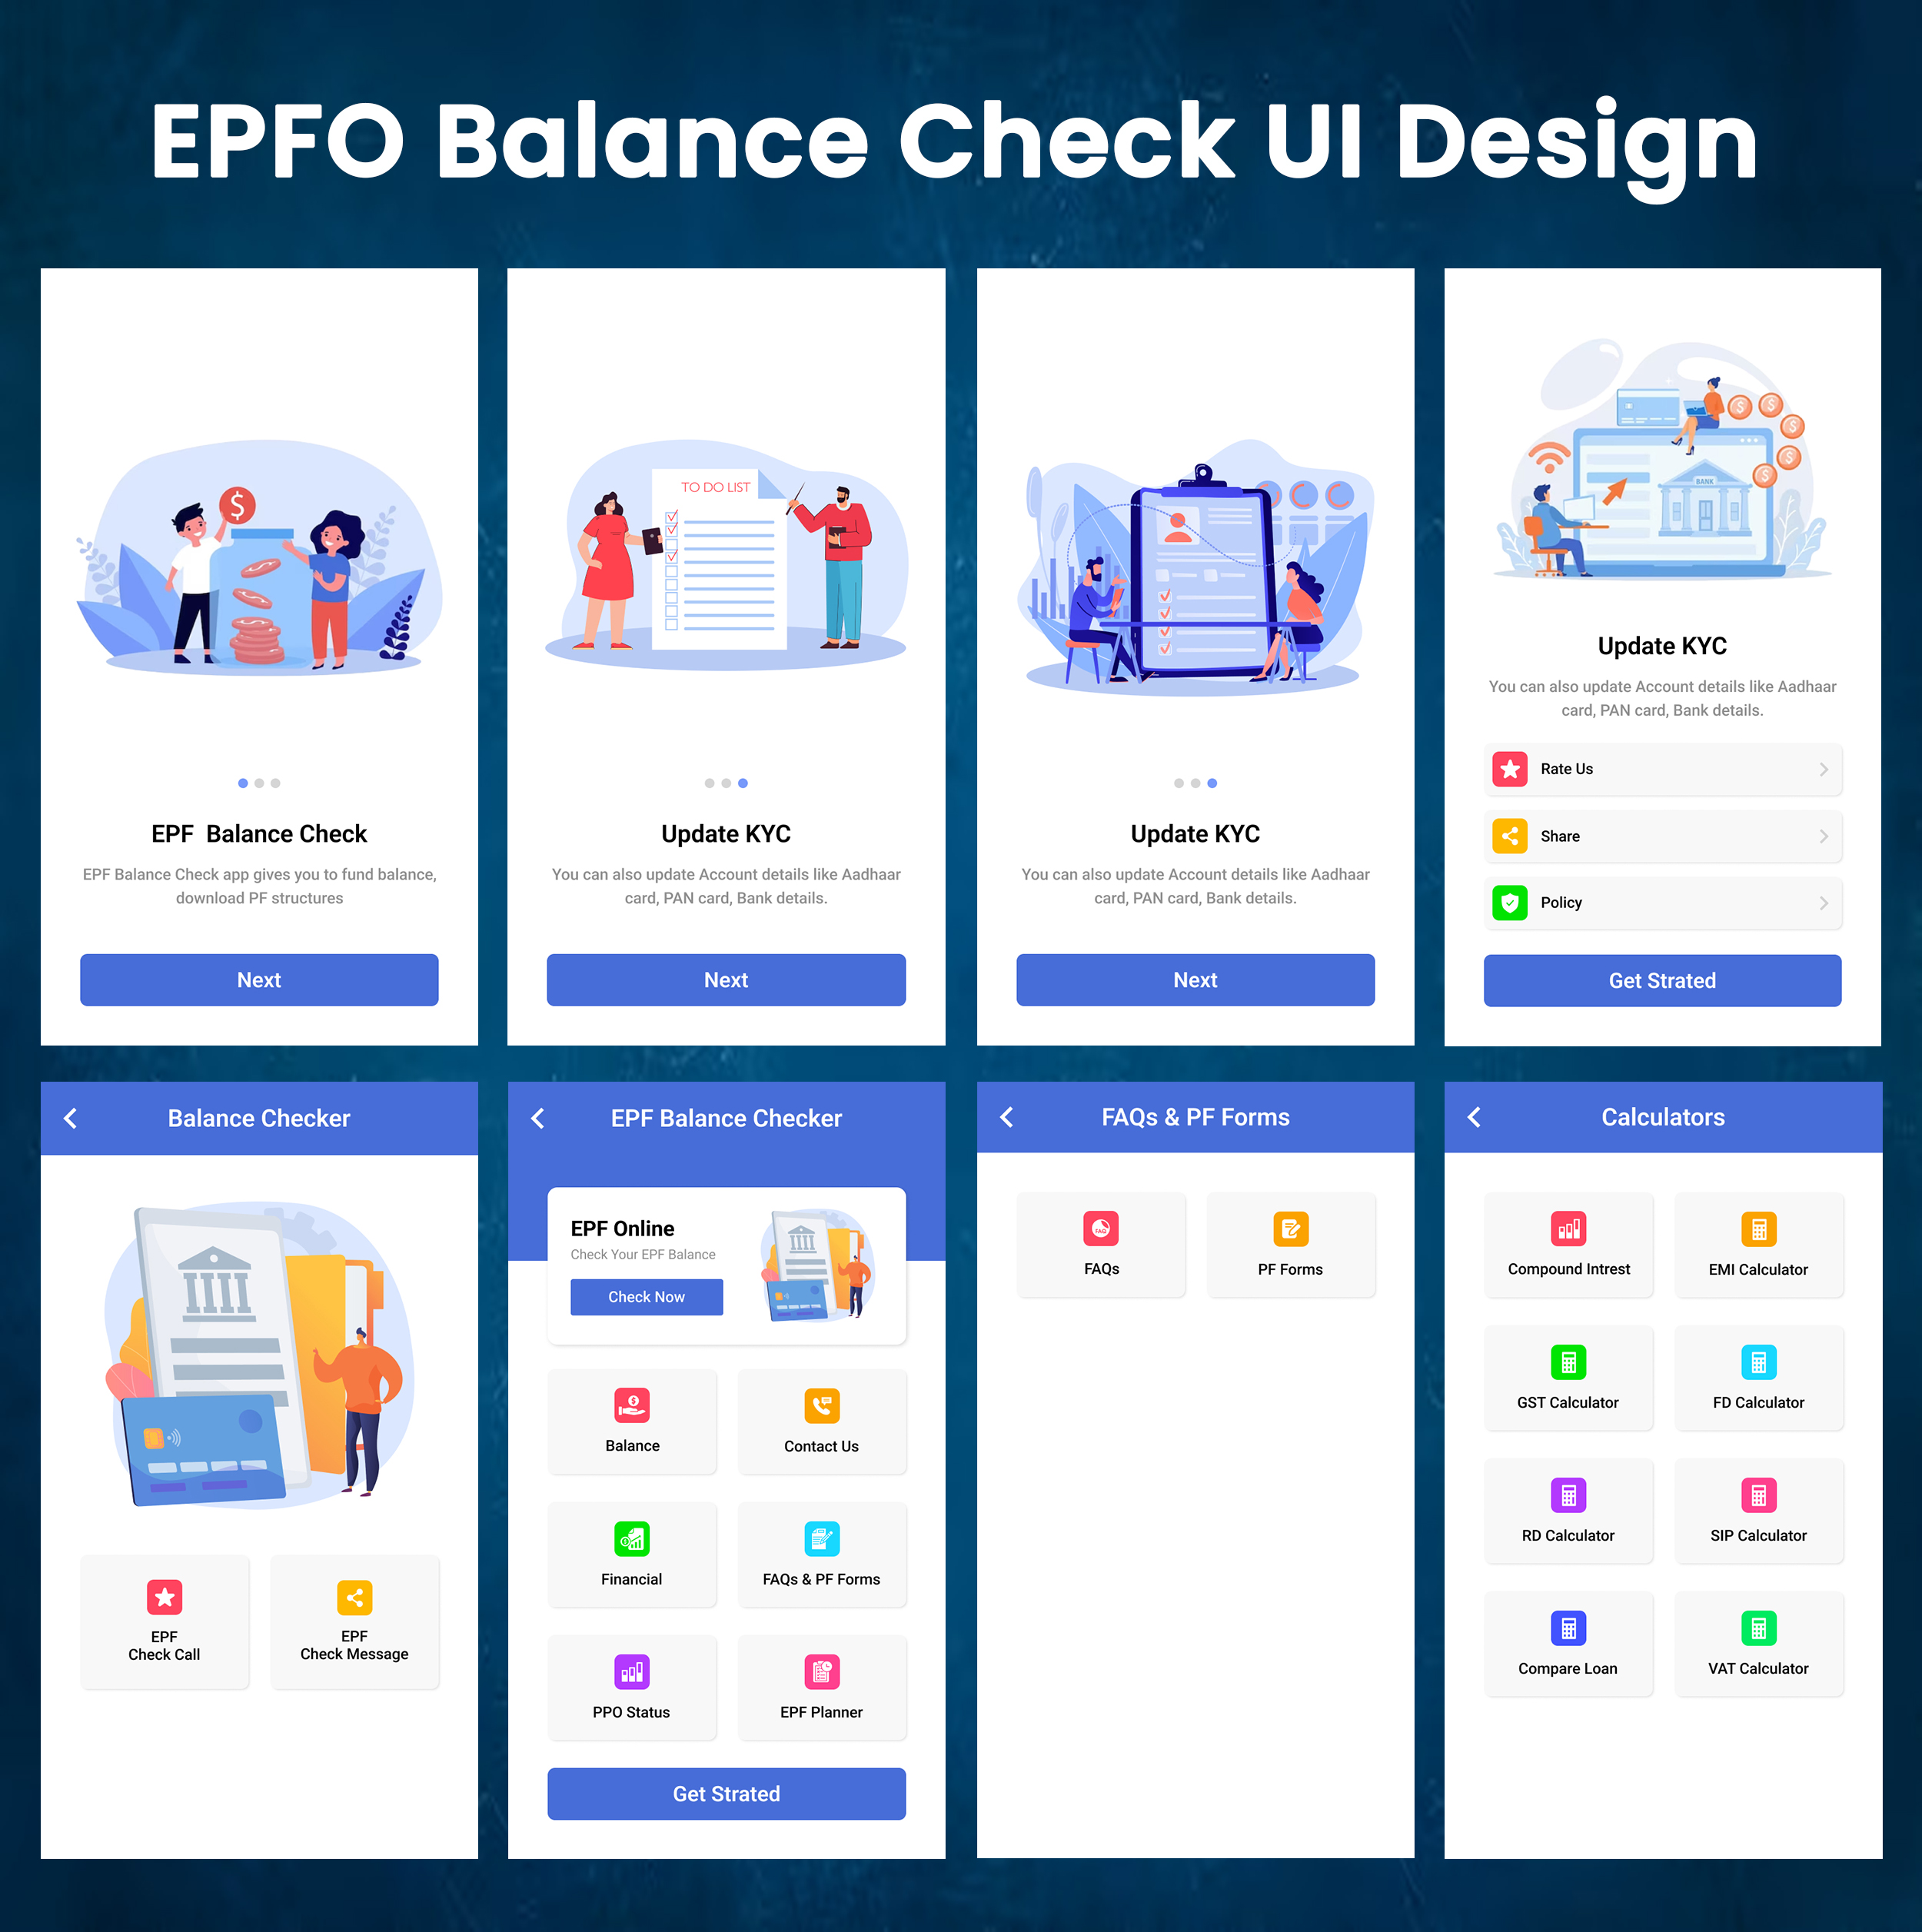 EPFO Balance Check UI Design
EPF  Balance Check
EPF Balance Check app gives you to fund balance,
download PF structures
Next
TO DO LIST
Update KYC
You can also update Account details like Aadhaar
card, PAN card, Bank details.
Next
Update KYC
You can also update Account details like Aadhaar
card, PAN card, Bank details.
Next
BANK
Update KYC
You can also update Account details like Aadhaar
card, PAN card, Bank details.
Rate Us
Share
Policy
Get Strated
Balance Checker
EPF
Check Call
EPF
Check Message
EPF Balance Checker
EPF Online
Check Your EPF Balance
Check Now
Balance
Contact Us
Financial
FAQs & PF Forms
PPO Status
EPF Planner
Get Strated
FAQs & PF Forms
FAQ
FAQs
PF Forms
Calculators
Compound Intrest
EMI Calculator
GST Calculator
FD Calculator
RD Calculator
SIP Calculator
Compare Loan
VAT Calculator